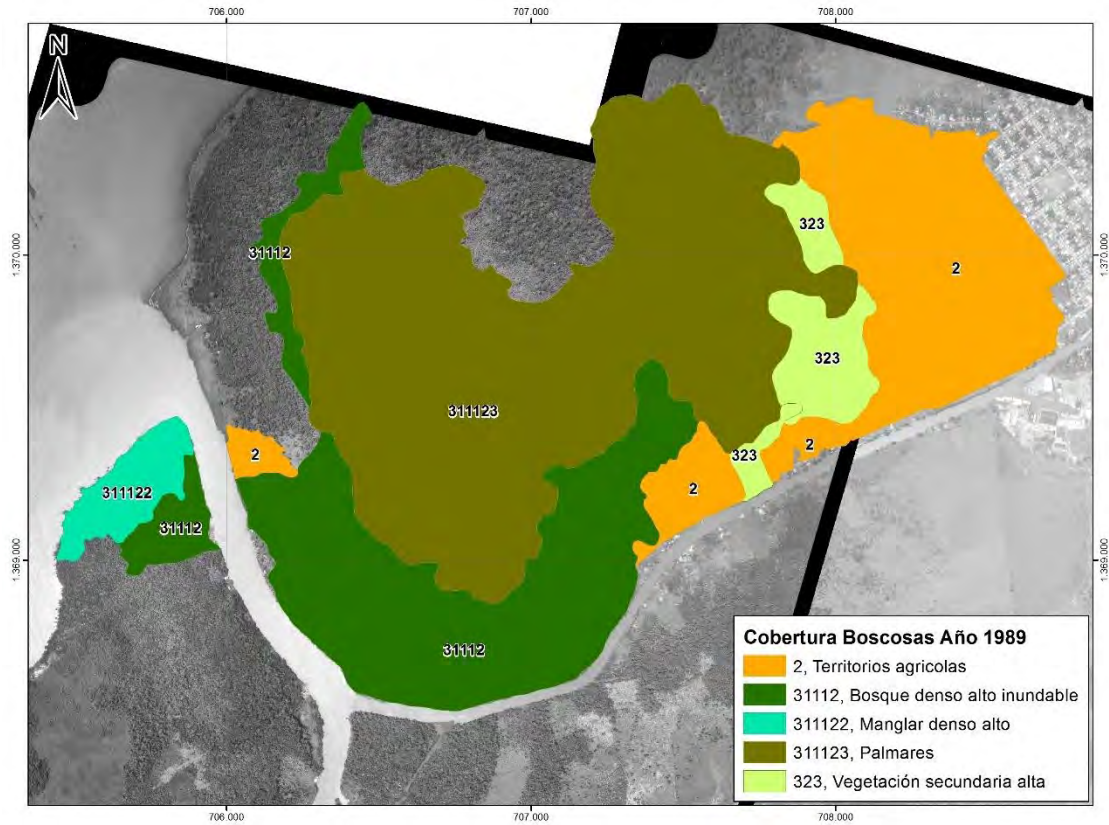 706.000 707.000 708.000
N
1.370.000 1.370.000
1.369.000 1.369.000
323
31112
2
323
311123
2
323
2
311122
2
31112
31112
Cobertura Boscosas Año 1989
2, Territorios agricolas
31112, Bosque denso alto inundable
311122, Manglar denso alto
311123, Palmares
323, Vegetación secundaria alta
706.000 707.000 708.000